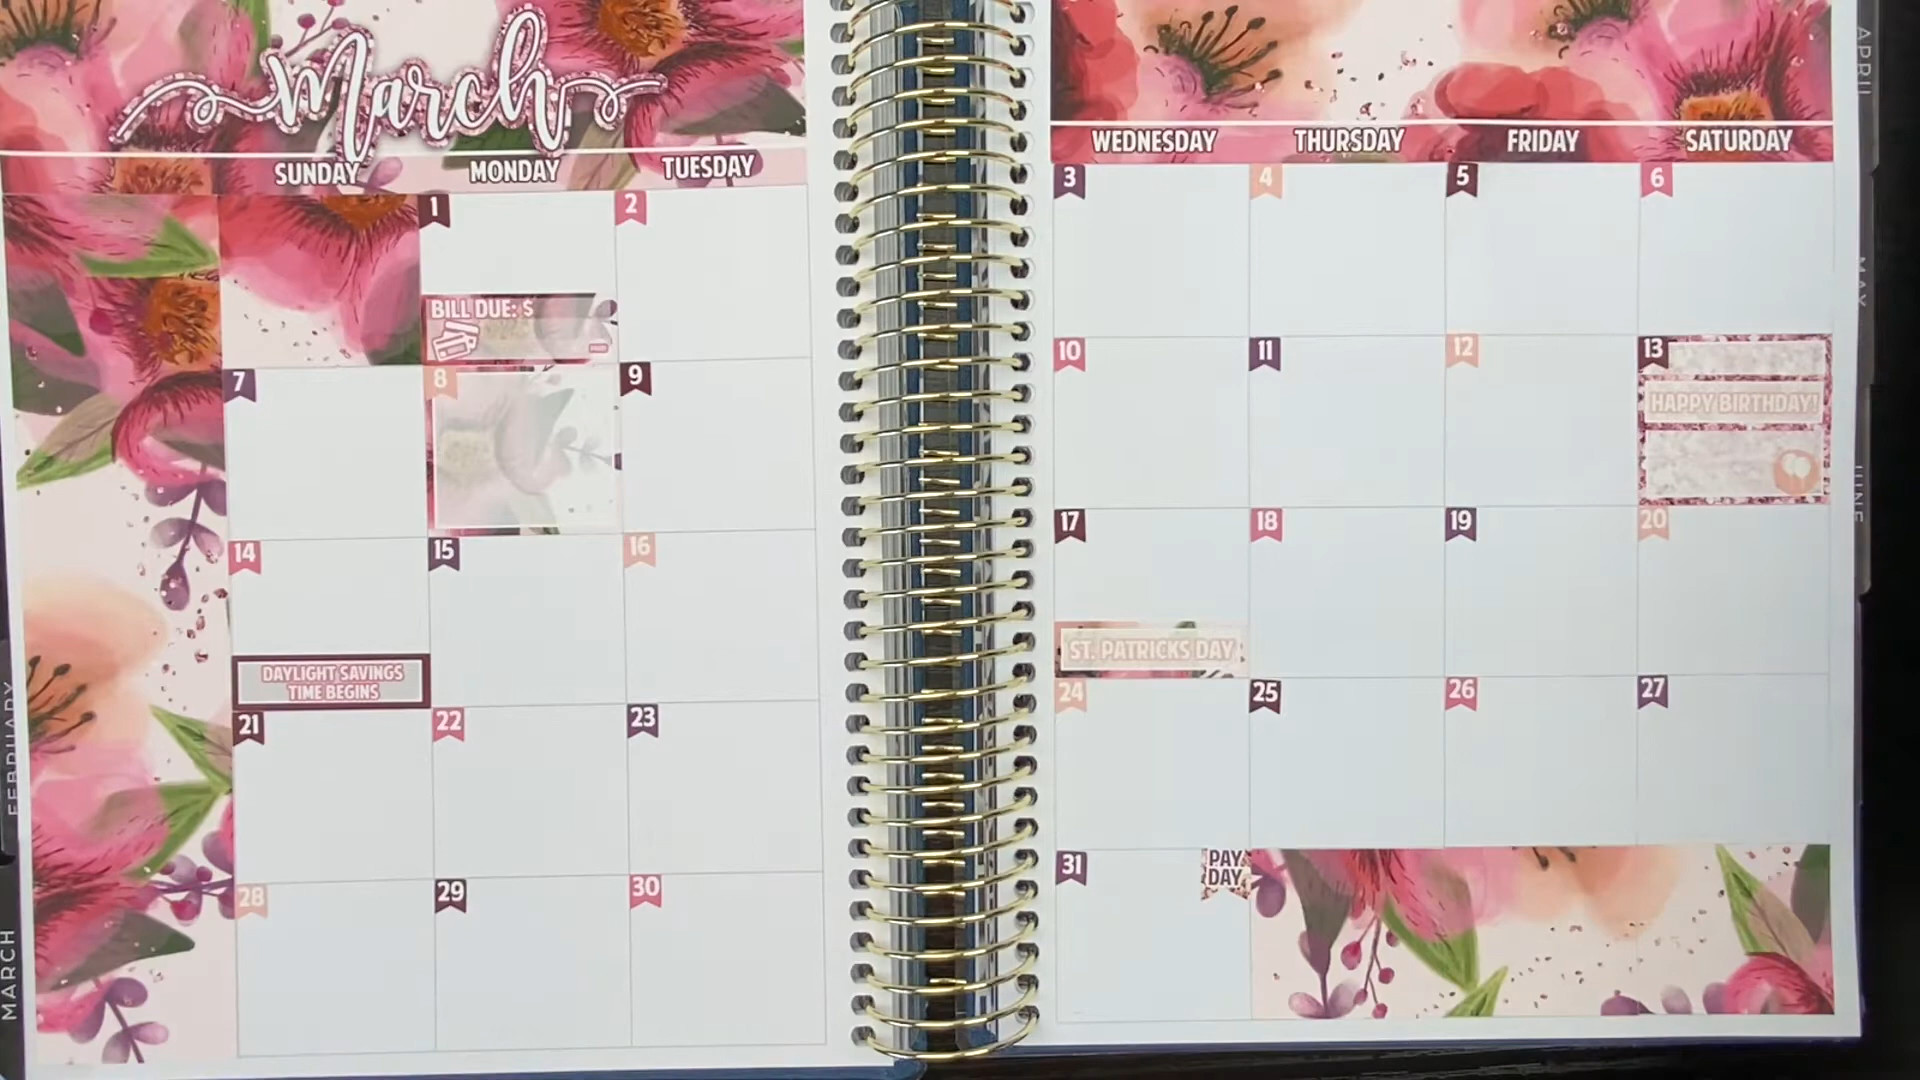 March
SUNDAY MONDAY TUESDAY WEDNESDAY THURSDAY FRIDAY SATURDAY
1 2 3 4 5 6
BILL DUE: $
7 8 9 10 11 12 13
HAPPY BIRTHDAY!
14 15 16 17 18 19 20
DAYLIGHT SAVINGS
TIME BEGINS
ST. PATRICKS DAY
21 22 23 24 25 26 27
28 29 30 31
PAY
DAY
FEBRUARY
MARCH
APRIL
MAY
JUNE